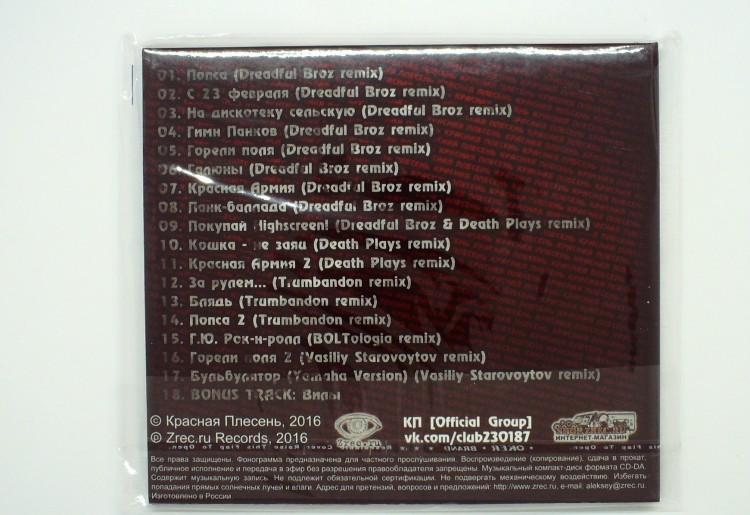 01. Попса (Dreadful Broz remix)
02. С 23 февраля (Dreadful Broz remix)
03. На дискотеку сельскую (Dreadful Broz remix)
04. Гимн Панков (Dreadful Broz remix)
05. Горели поля (Dreadful Broz remix)
06. Галюны (Dreadful Broz remix)
07. Красная Армия (Dreadful Broz remix)
08. Панк-баллада (Dreadful Broz remix)
09. Покупай Highscreen! (Dreadful Broz & Death Plays remix)
10. Кошка - не заяц (Death Plays remix)
11. Красная Армия 2 (Death Plays remix)
12. За рулем... (Trumbandon remix)
13. Блядь (Trumbandon remix)
14. Попса 2 (Trumbandon remix)
15. Г.Ю. Рок-н-ролл (BOLTologia remix)
16. Горели поля 2 (Vasiliy Starovoytov remix)
17. Бульбулятор (Yamaha Version) (Vasiliy Starovoytov remix)
18. BONUS TRACK: Вилы
© Красная Плесень, 2016
© Zrec.ru Records, 2016
Zrec.ru
КП [Official Group]
vk.com/club230187
ИНТЕРНЕТ-МАГАЗИН
Все права защищены. Фонограмма предназначена для частного прослушивания. Воспроизведение (копирование), сдача в прокат,
публичное исполнение и передача в эфир без разрешения правообладателя запрещены. Музыкальный компакт-диск формата CD-DA.
Содержит музыкальную запись. Не подлежит обязательной сертификации. Не подвергать механическому воздействию. Избегать
попадания прямых солнечных лучей и влаги. Адрес для претензий, вопросов и предложений: http://www.zrec.ru, e-mail: aleksey@zrec.ru.
Изготовлено в России